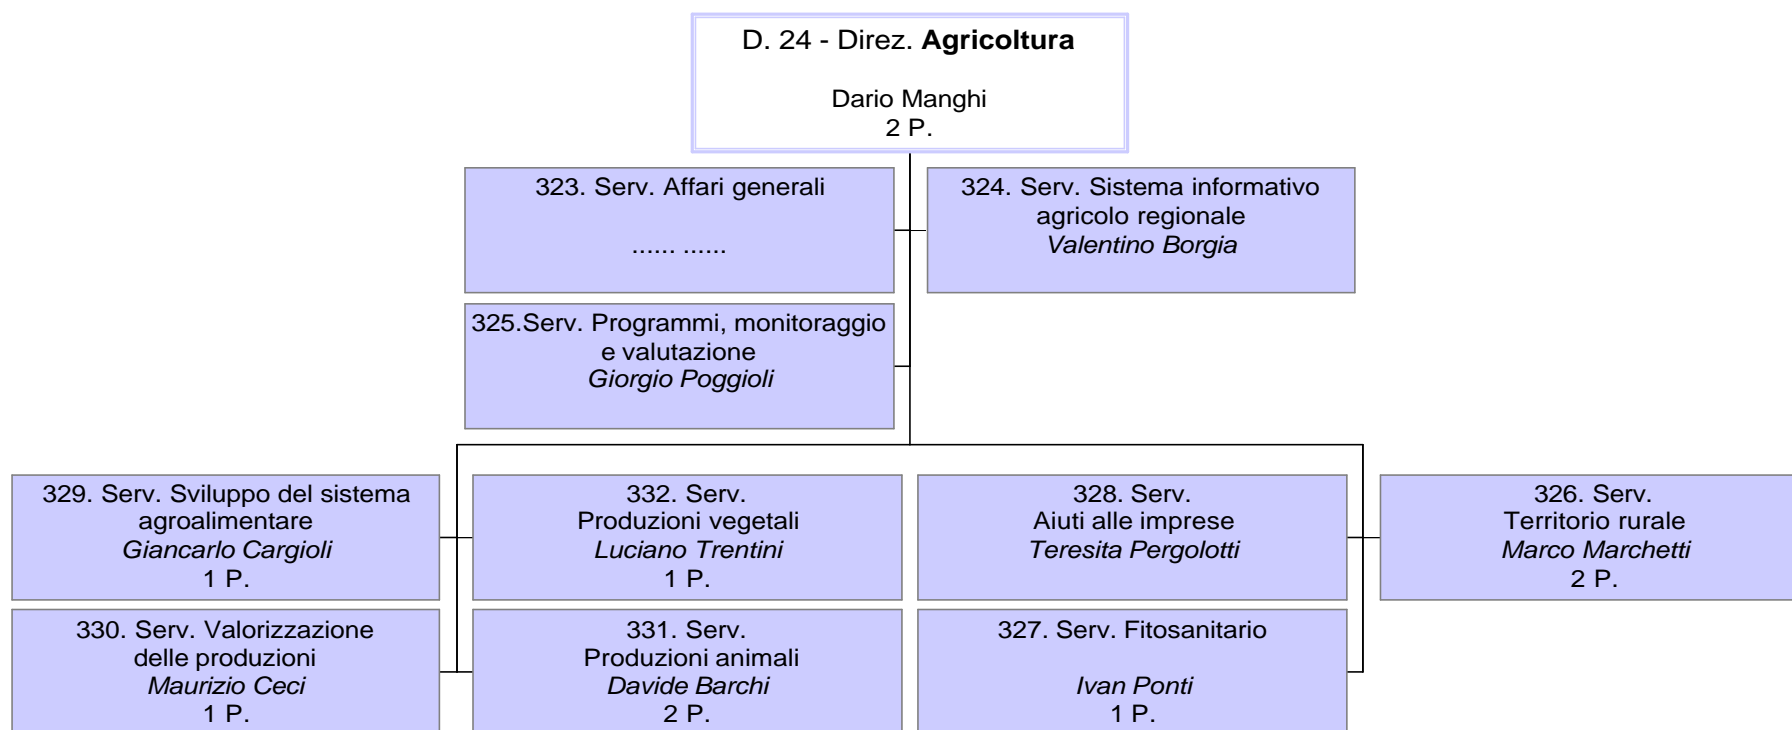 D. 24 - Direz. Agricoltura
Dario Manghi
2 P.
323. Serv. Affari generali
...... ......
324. Serv. Sistema informativo
agricolo regionale
Valentino Borgia
325.Serv. Programmi, monitoraggio
e valutazione
Giorgio Poggioli
329. Serv. Sviluppo del sistema
agroalimentare
Giancarlo Cargioli
1 P.
332. Serv.
Produzioni vegetali
Luciano Trentini
1 P.
328. Serv.
Aiuti alle imprese
Teresita Pergolotti
326. Serv.
Territorio rurale
Marco Marchetti
2 P.
330. Serv. Valorizzazione
delle produzioni
Maurizio Ceci
1 P.
331. Serv.
Produzioni animali
Davide Barchi
2 P.
327. Serv. Fitosanitario
Ivan Ponti
1 P.